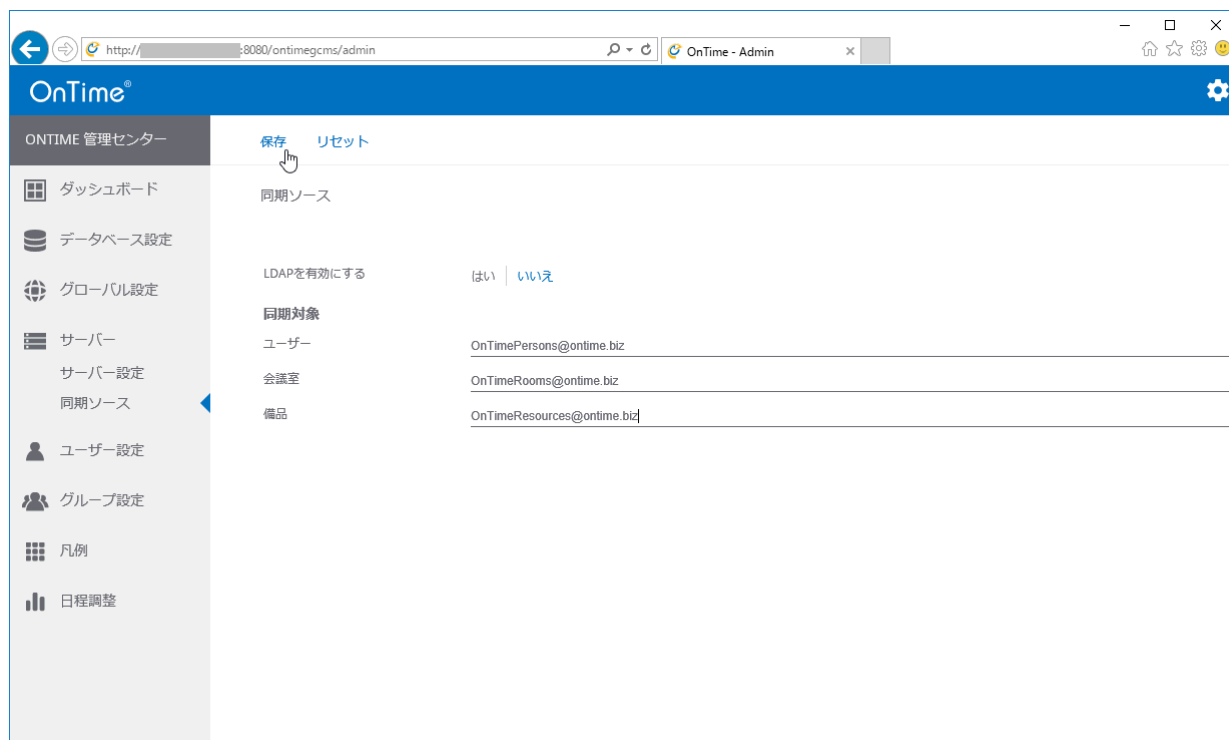 http:// :8080/ontimegcms/admin
OnTime - Admin
OnTime®
ONTIME 管理センター
保存 リセット
ダッシュボード
同期ソース
データベース設定
LDAPを有効にする はい いいえ
グローバル設定
同期対象
サーバー
ユーザー OnTimePersons@ontime.biz
サーバー設定
会議室 OnTimeRooms@ontime.biz
同期ソース
備品 OnTimeResources@ontime.biz
ユーザー設定
グループ設定
凡例
日程調整